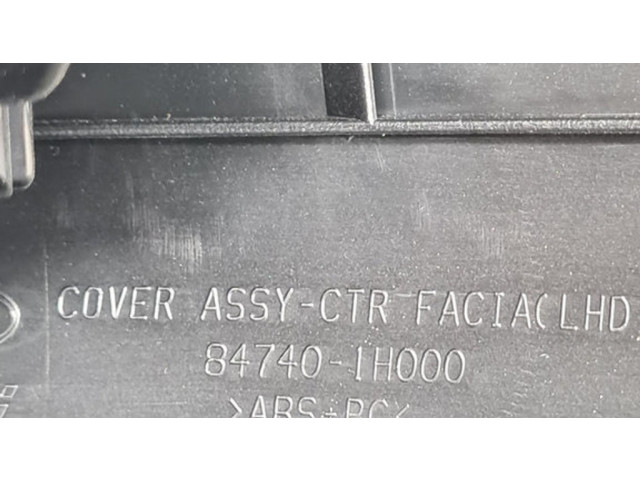 COVER ASSY-CTR FACIA(LHD
84740-1H000
>ABS+PC<